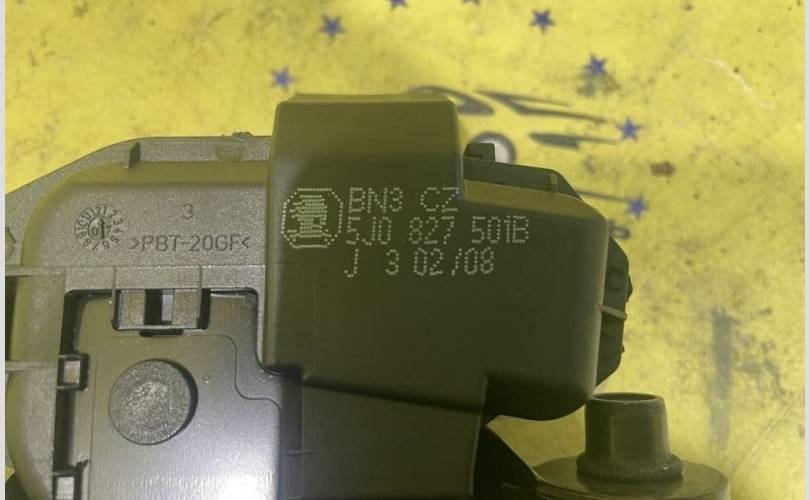 BN3 CZ
5J0 827 501B
J 3 02/08
3
>PBT-20GF<